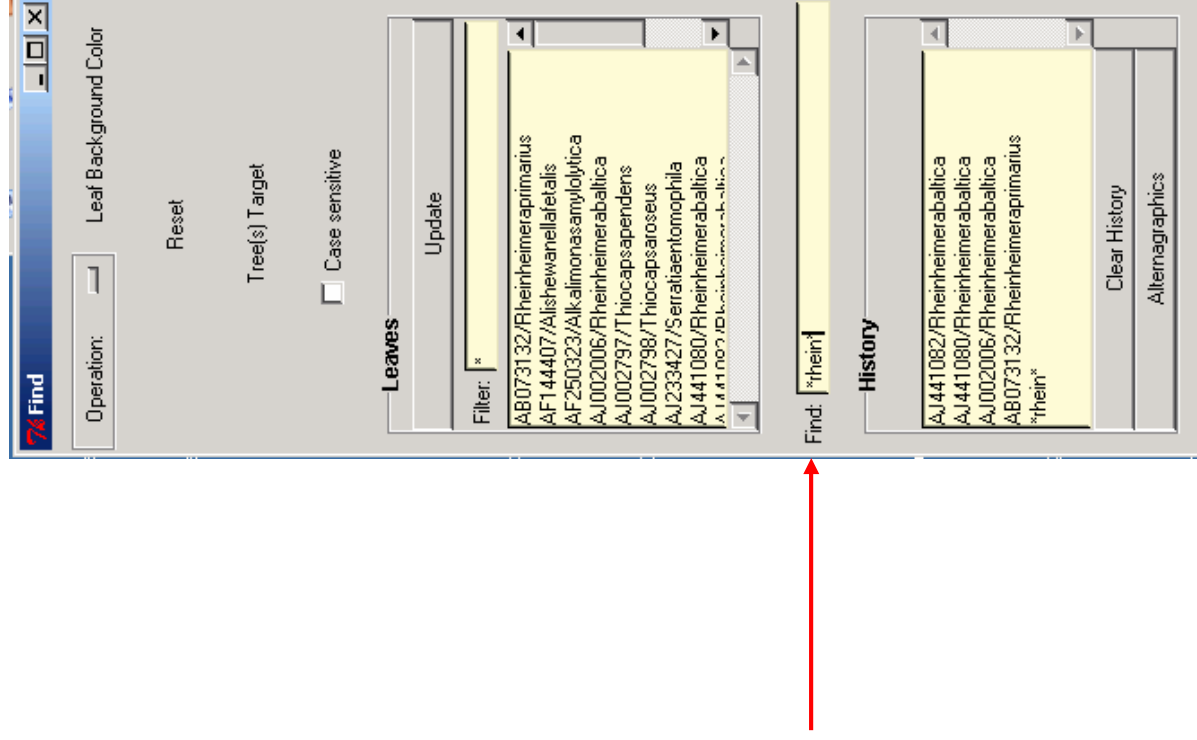 Find
Operation: Leaf Background Color
Reset
Tree(s) Target
Case sensitive
Leaves
Update
Filter: *
AB073132/Rheinheimeraprimarius
AF144407/Alishewanellafetalis
AF250323/Alkalimonasamylolytica
AJ002006/Rheinheimerabaltica
AJ002797/Thiocapsapendens
AJ002798/Thiocapsaroseus
AJ233427/Serratiaentomophila
AJ441080/Rheinheimerabaltica
AJ441082/Rheinheimerabaltica
Find: *rhein*
History
AJ441082/Rheinheimerabaltica
AJ441080/Rheinheimerabaltica
AJ002006/Rheinheimerabaltica
AB073132/Rheinheimeraprimarius
*rhein*
Clear History
Alternagraphics